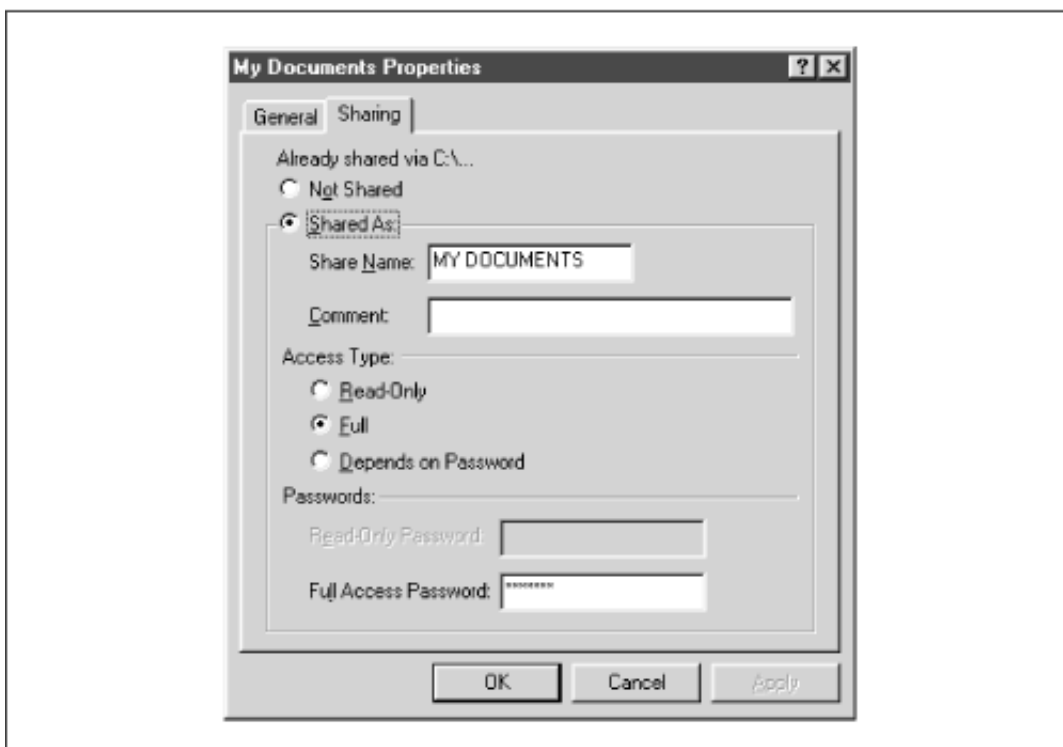 My Documents Properties
General Sharing
Already shared via C:\...
Not Shared
Shared As:
Share Name: MY DOCUMENTS
Comment:
Access Type:
Read-Only
Full
Depends on Password
Passwords:
Read-Only Password:
Full Access Password: ********
OK Cancel Apply